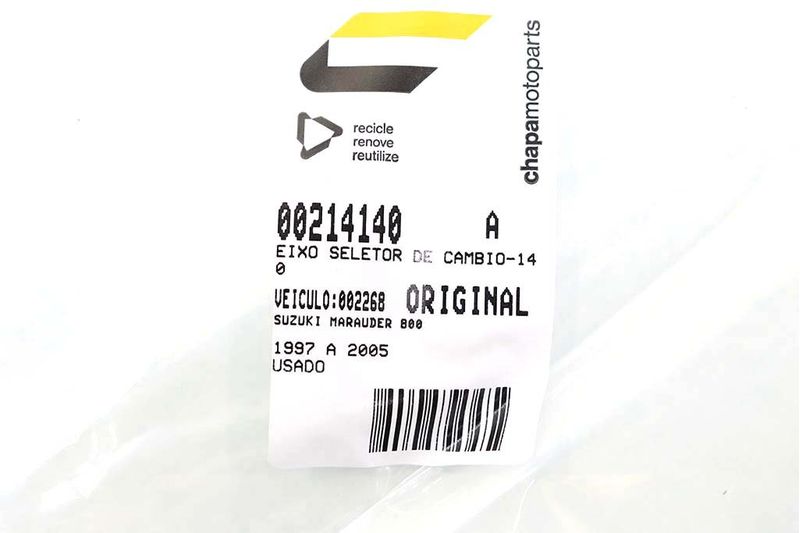 chapamotoparts
recicle
renove
reutilize
00214140 A
EIXO SELETOR DE CAMBIO-14
0
VEICULO:002268 ORIGINAL
SUZUKI MARAUDER 800
1997 A 2005
USADO